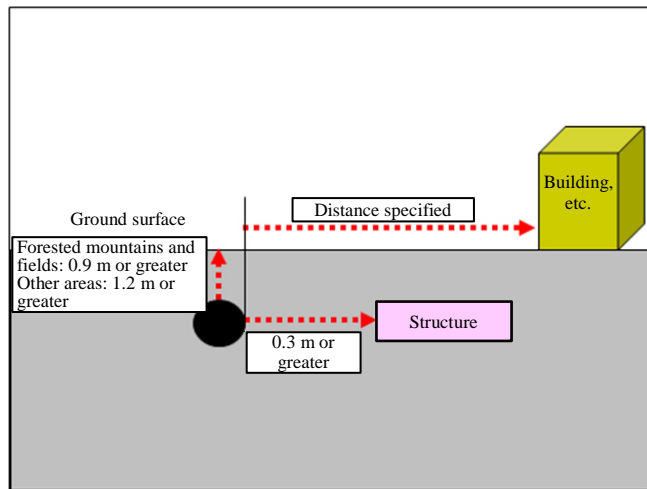 Building,
etc.
Distance specified
Ground surface
Forested mountains and
fields: 0.9 m or greater
Other areas: 1.2 m or
greater
Structure
0.3 m or
greater